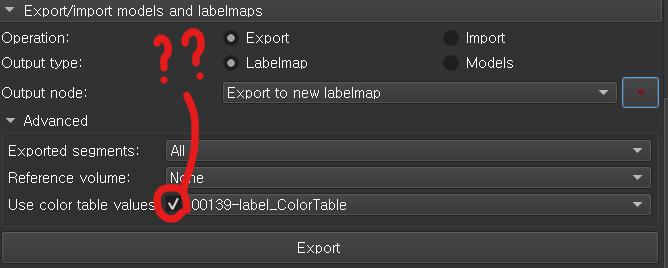 Export/import models and labelmaps
Operation: Export Import
Output type: Labelmap Models
Output node: Export to new labelmap
Advanced
Exported segments: All
Reference volume: None
Use color table values 00139-label_ColorTable
Export
??